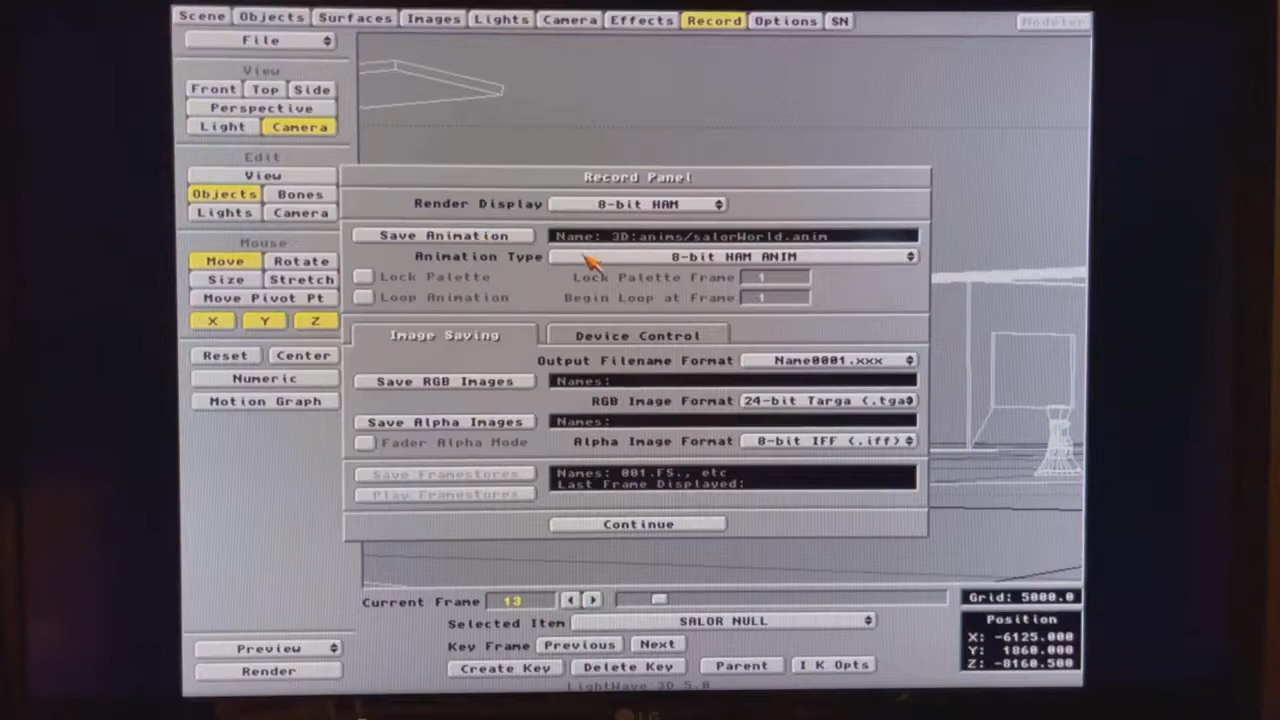 Scene Objects Surfaces Images Lights Camera Effects Record Options SN Modeler
File
View
Front Top Side
Perspective
Light Camera
Edit
View
Objects Bones
Lights Camera
Mouse
Move Rotate
Size Stretch
Move Pivot Pt
X Y Z
Reset Center
Numeric
Motion Graph
Record Panel
Render Display 8-bit HAM
Save Animation Name: 3D:anims/salorWorld.anim
Animation Type 8-bit HAM ANIM
Lock Palette Lock Palette Frame 1
Loop Animation Begin Loop at Frame 1
Image Saving Device Control
Output Filename Format Name0001.xxx
Save RGB Images Names:
RGB Image Format 24-bit Targa (.tga
Save Alpha Images Names:
Fader Alpha Mode Alpha Image Format 8-bit IFF (.iff)
Save Framestores Names: 001.FS., etc
Play Framestores Last Frame Displayed:
Continue
Current Frame 13
Selected Item SALOR NULL
Key Frame Previous Next
Create Key Delete Key Parent I K Opts
LightWave 3D 5.0
Preview
Render
Grid: 5000.0
Position
X: -6125.000
Y: 1860.000
Z: -8160.500
LG